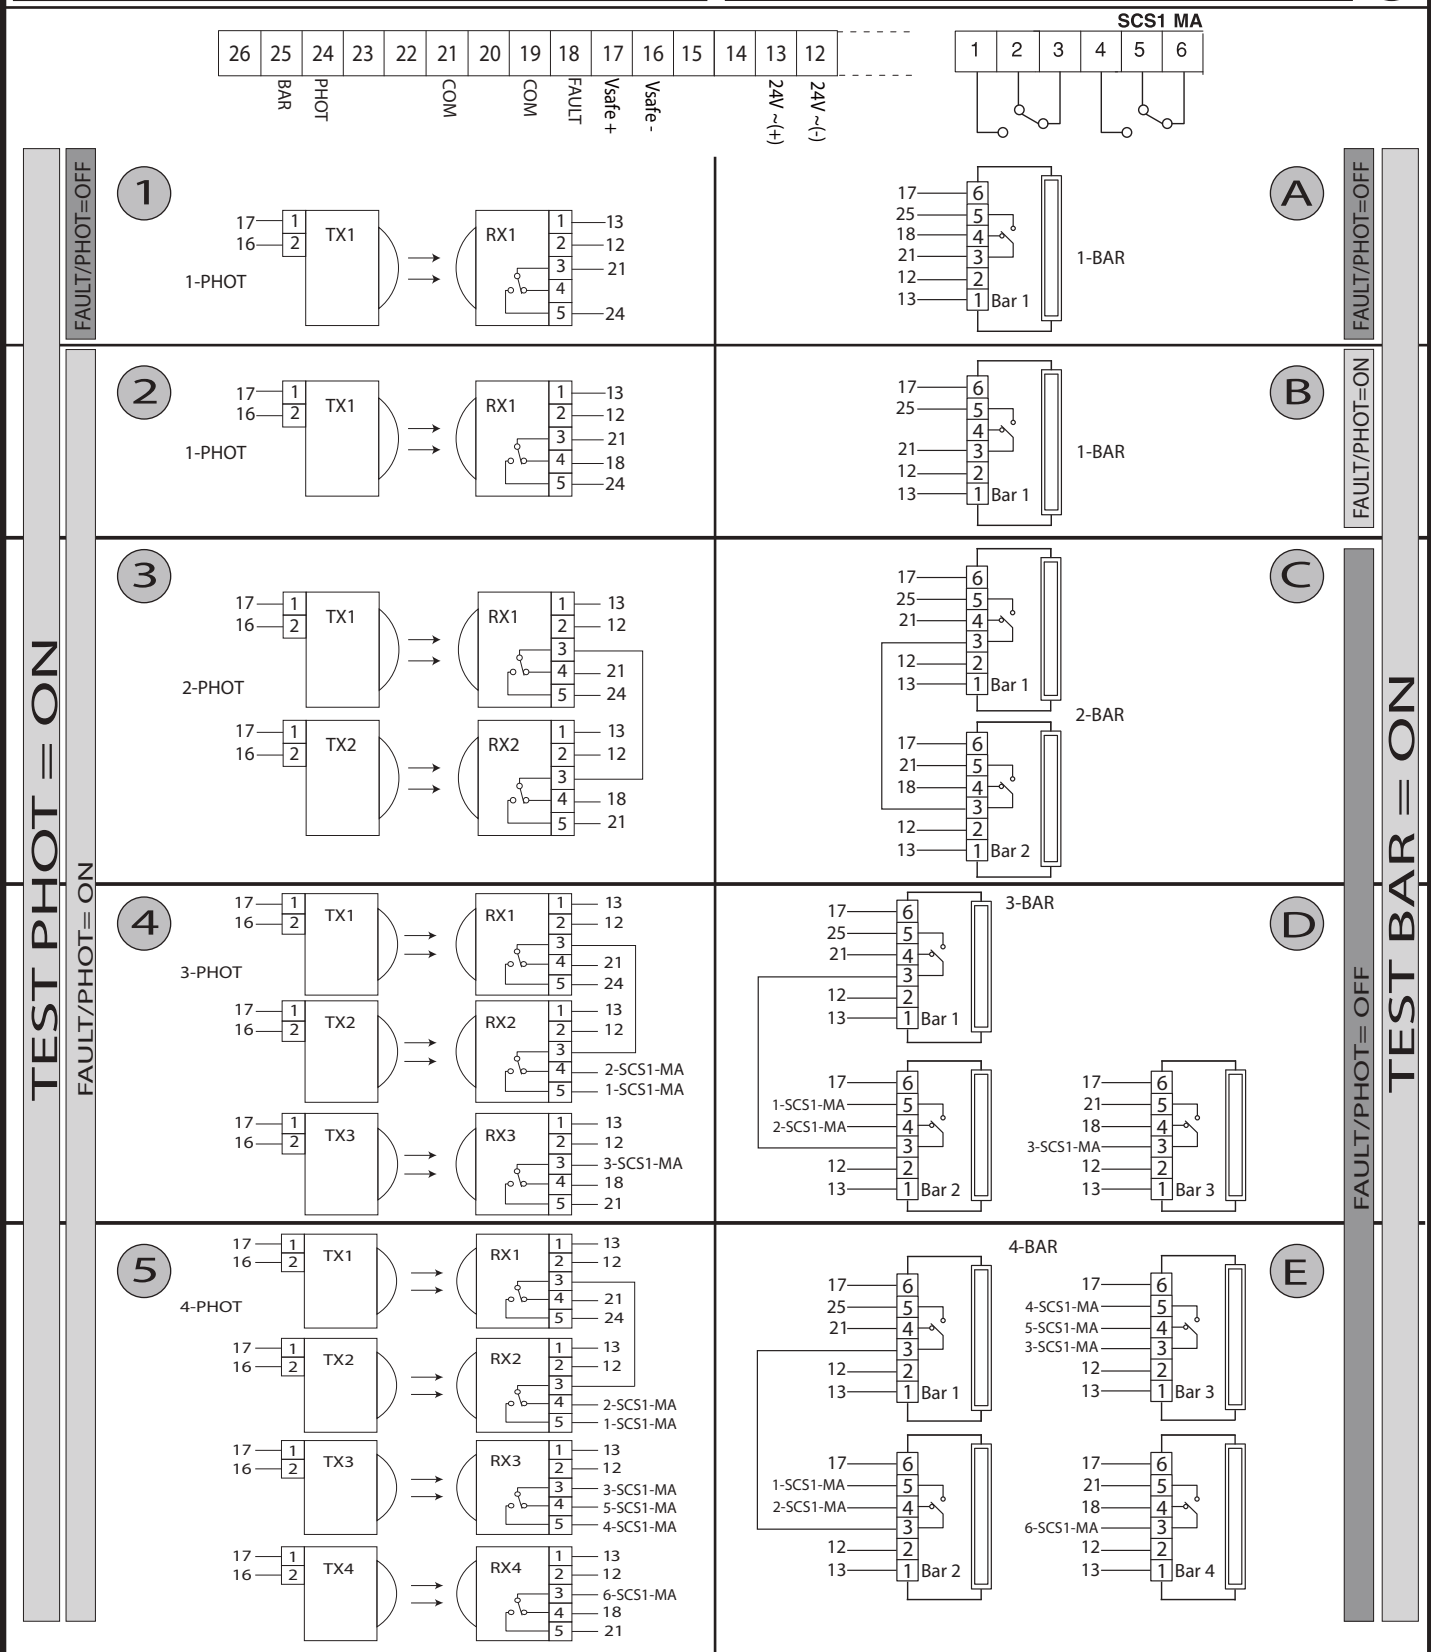 SCS1 MA
26 25 24 23 22 21 20 19 18 17 16 15 14 13 12
1 2 3 4 5 6
BAR
PHOT
COM
COM
FAULT
Vsafe +
Vsafe -
24V ~(+)
24V ~(-)
TEST PHOT = ON
FAULT/PHOT=OFF
FAULT/PHOT= ON
1
17 1 TX1 RX1 1 13
16 2 2 12
3 21
1-PHOT
4
5 24
A
17 6
25 5
18 4
21 3 1-BAR
12 2
13 1 Bar 1
FAULT/PHOT=OFF
TEST BAR = ON
2
17 1 TX1 RX1 1 13
16 2 2 12
3 21
1-PHOT
4 18
5 24
B
17 6
25 5
4
21 3 1-BAR
12 2
13 1 Bar 1
FAULT/PHOT=ON
3
17 1 TX1 RX1 1 13
16 2 2 12
3
4 21
5 24
2-PHOT
17 1 TX2 RX2 1 13
16 2 2 12
3
4 18
5 21
C
17 6
25 5
21 4
3
12 2
13 1 Bar 1
2-BAR
17 6
21 5
18 4
3
12 2
13 1 Bar 2
FAULT/PHOT= OFF
4
17 1 TX1 RX1 1 13
16 2 2 12
3
4 21
3-PHOT
5 24
17 1 TX2 RX2 1 13
16 2 2 12
3
4 2-SCS1-MA
5 1-SCS1-MA
17 1 TX3 RX3 1 13
16 2 2 12
3 3-SCS1-MA
4 18
5 21
D
3-BAR
17 6
25 5
21 4
3
12 2
13 1 Bar 1
17 6
1-SCS1-MA 5
2-SCS1-MA 4
3
12 2
13 1 Bar 2
17 6
21 5
18 4
3-SCS1-MA 3
12 2
13 1 Bar 3
5
17 1 TX1 RX1 1 13
16 2 2 12
3
4-PHOT
4 21
5 24
17 1 TX2 RX2 1 13
16 2 2 12
3
4 2-SCS1-MA
5 1-SCS1-MA
17 1 TX3 RX3 1 13
16 2 2 12
3 3-SCS1-MA
4 5-SCS1-MA
5 4-SCS1-MA
17 1 TX4 RX4 1 13
16 2 2 12
3 6-SCS1-MA
4 18
5 21
E
4-BAR
17 6
25 5
21 4
3
12 2
13 1 Bar 1
17 6
4-SCS1-MA 5
5-SCS1-MA 4
3-SCS1-MA 3
12 2
13 1 Bar 3
17 6
1-SCS1-MA 5
2-SCS1-MA 4
3
12 2
13 1 Bar 2
17 6
21 5
18 4
6-SCS1-MA 3
12 2
13 1 Bar 4